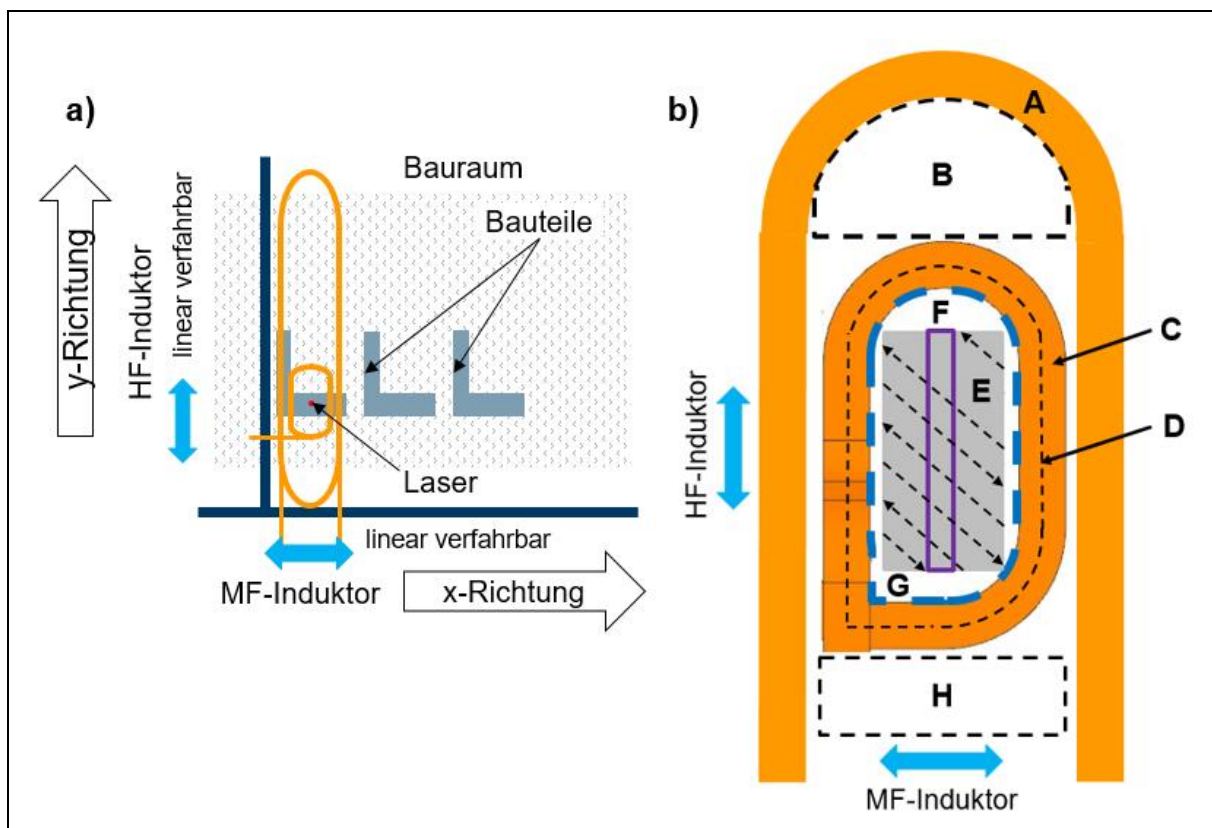 a)
Bauraum
Bauteile
y-Richtung
HF-Induktor
linear verfahrbar
Laser
linear verfahrbar
MF-Induktor
x-Richtung
b)
A
B
C
D
E
F
G
H
HF-Induktor
MF-Induktor